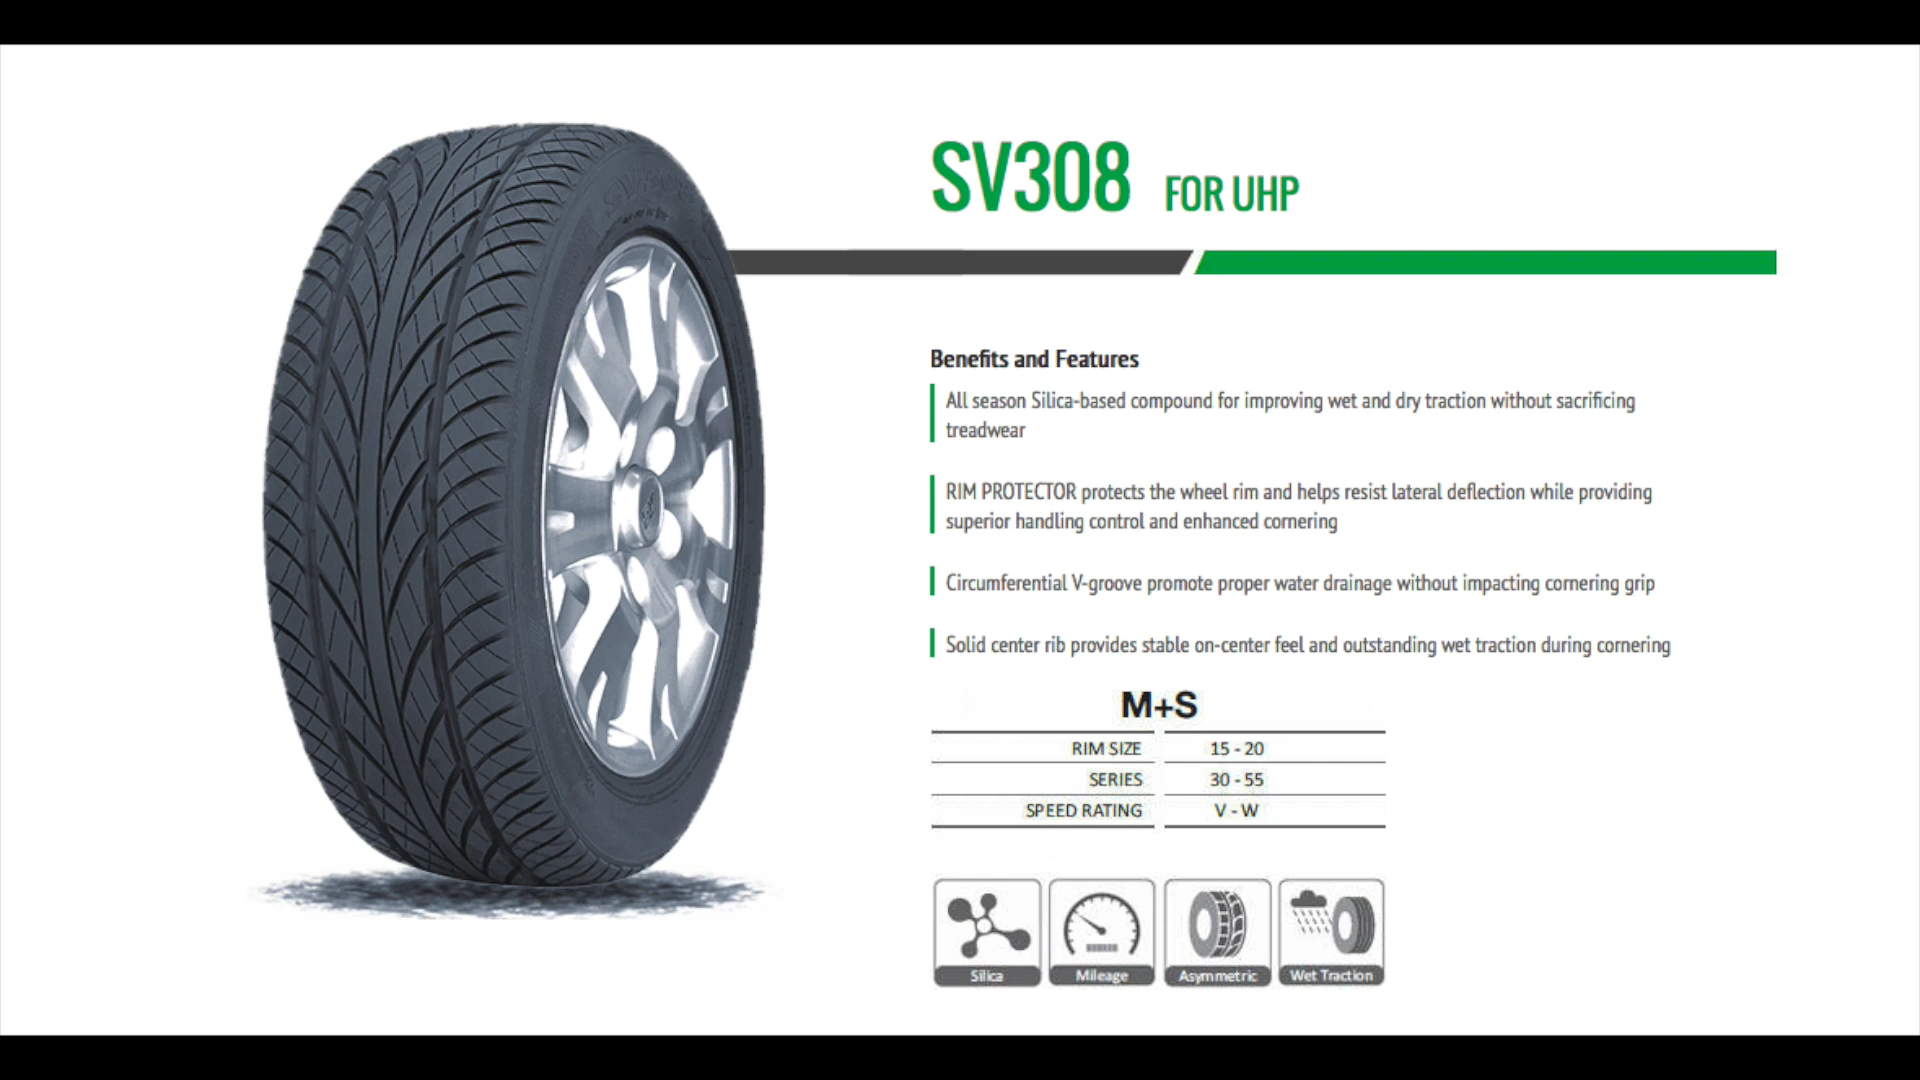 SV308 FOR UHP
Benefits and Features
All season Silica-based compound for improving wet and dry traction without sacrificing
treadwear
RIM PROTECTOR protects the wheel rim and helps resist lateral deflection while providing
superior handling control and enhanced cornering
Circumferential V-groove promote proper water drainage without impacting cornering grip
Solid center rib provides stable on-center feel and outstanding wet traction during cornering
M+S
RIM SIZE 15 - 20
SERIES 30 - 55
SPEED RATING V - W
Silica Mileage Asymmetric Wet Traction